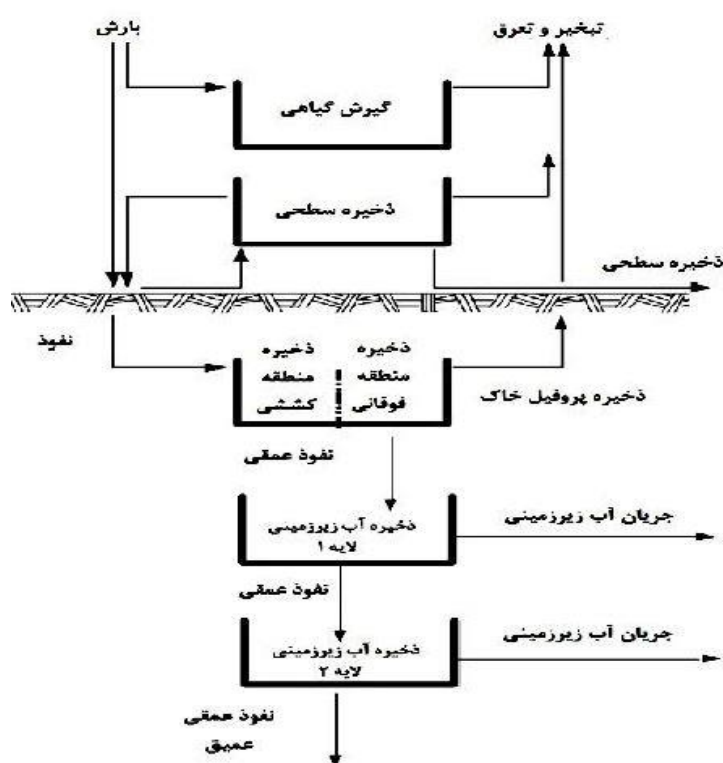 بارش
تبخیر و تعرق
گیرش گیاهی
ذخیره سطحی
ذخیره سطحی
نفوذ
ذخیره
منطقه
کششی
ذخیره
منطقه
فوقانی
ذخیره پروفیل خاک
نفوذ عمقی
ذخیره آب زیرزمینی
لایه ۱
جریان آب زیرزمینی
نفوذ عمقی
ذخیره آب زیرزمینی
لایه ۲
جریان آب زیرزمینی
نفوذ عمقی
عمیق